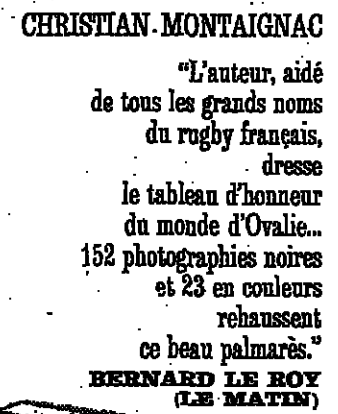 CHRISTIAN MONTAIGNAC
"L'auteur, aidé
de tous les grands noms
du rugby français,
dresse
le tableau d'honneur
du monde d'Ovalie...
152 photographies noires
et 23 en couleurs
rehaussent
ce beau palmarès."
BERNARD LE ROY
(LE MATIN)